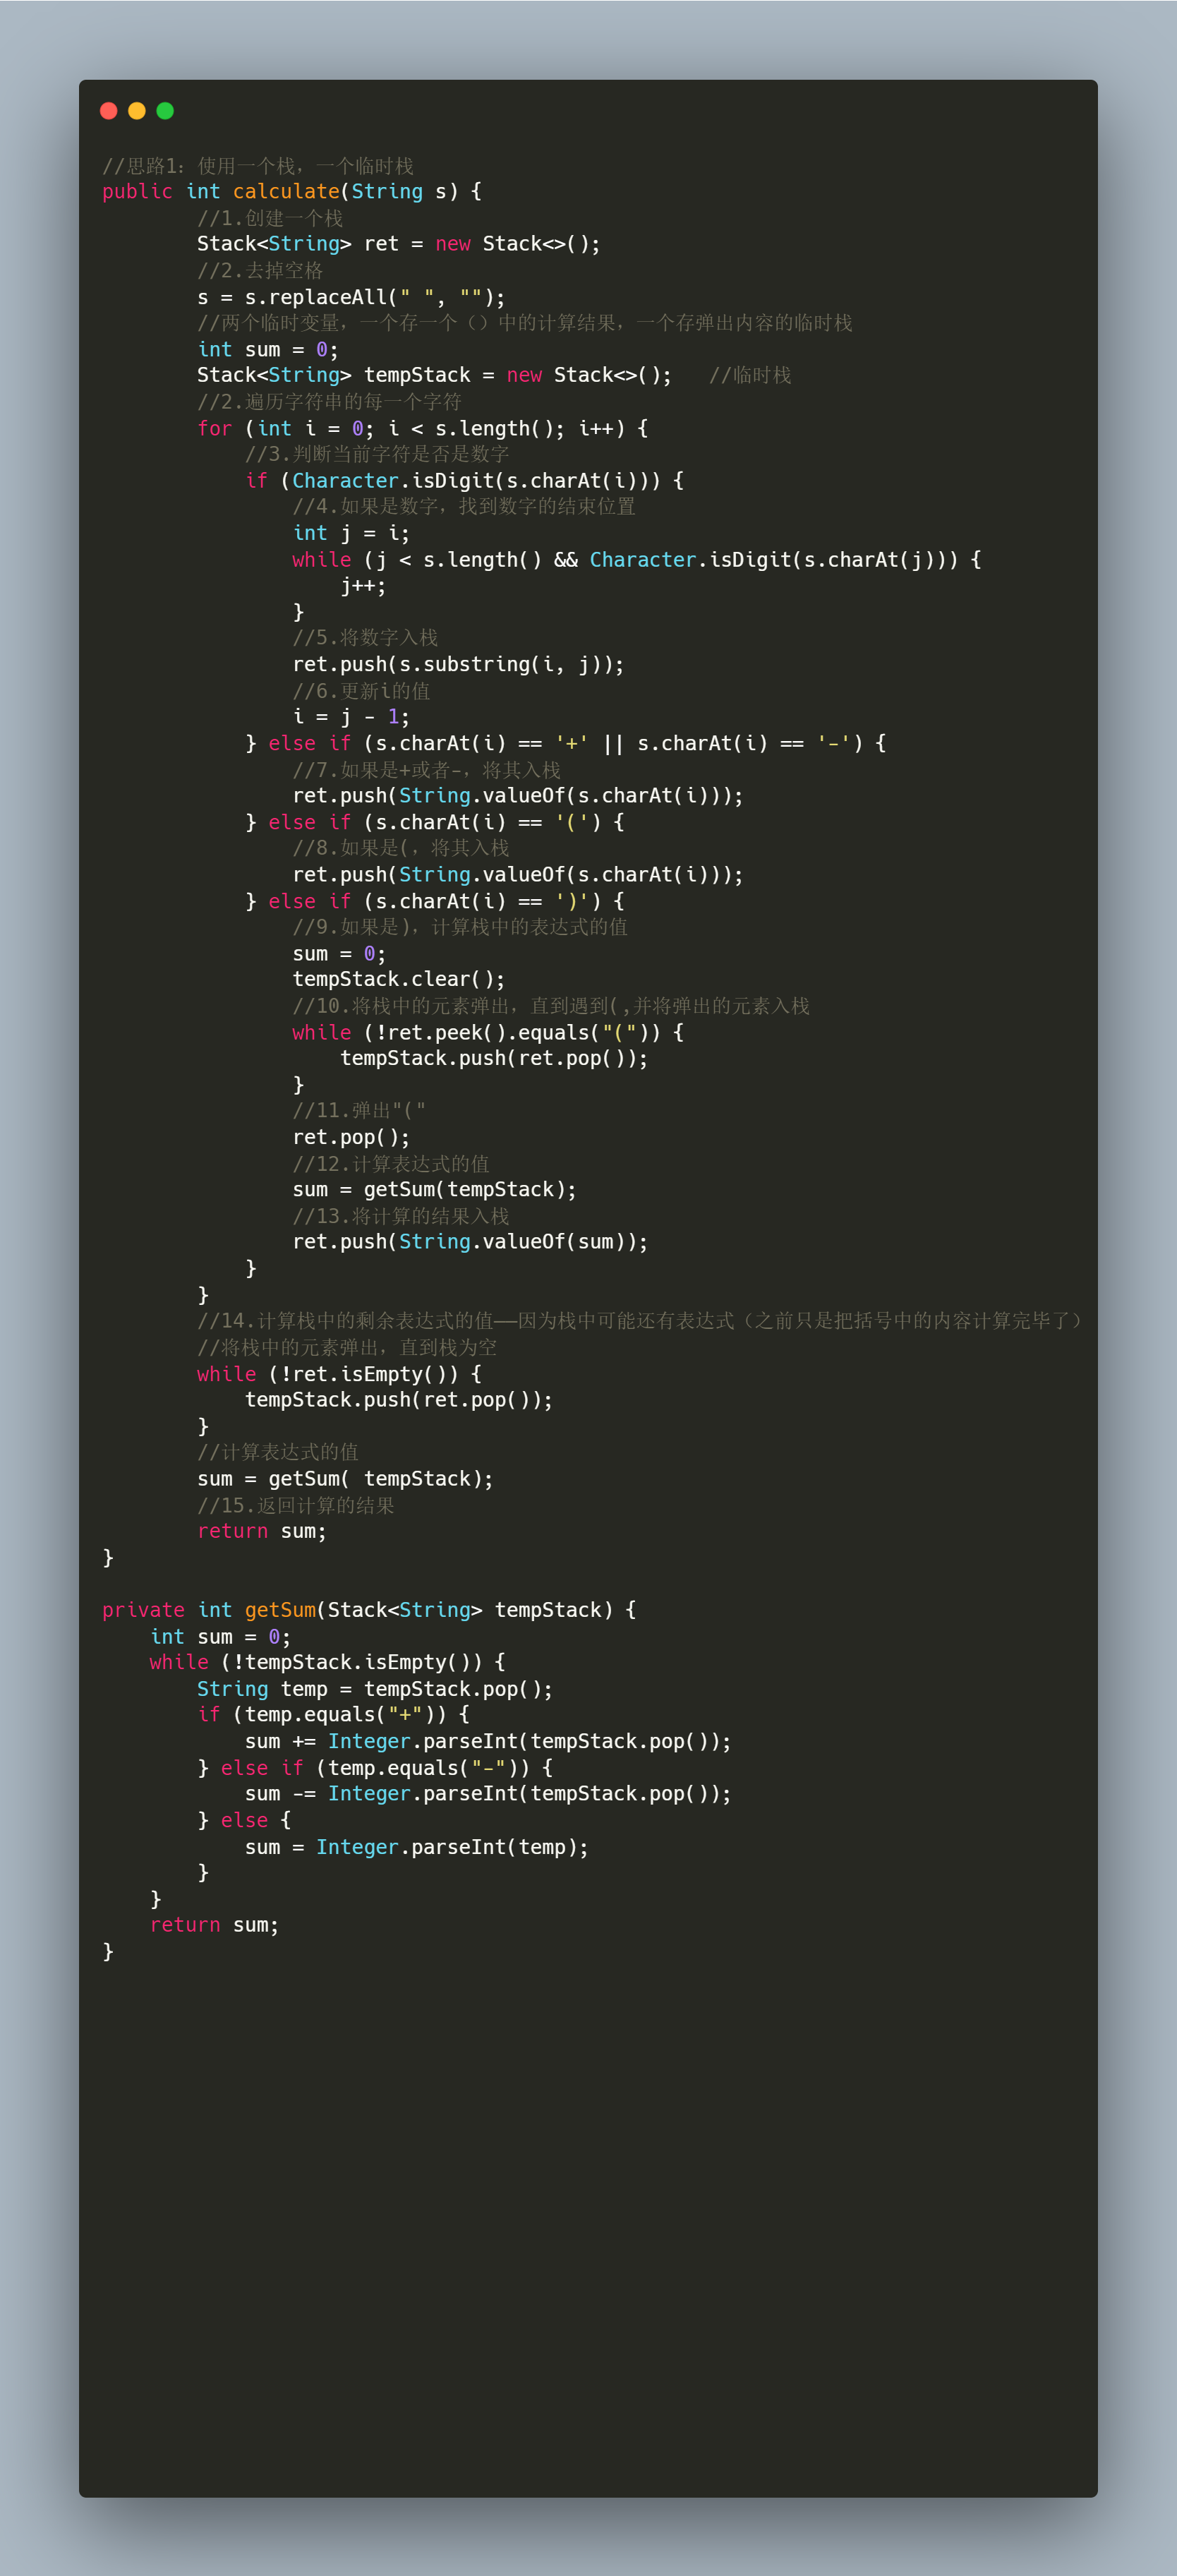 //思路1：使用一个栈，一个临时栈
public int calculate(String s) {
        //1.创建一个栈
        Stack<String> ret = new Stack<>();
        //2.去掉空格
        s = s.replaceAll(" ", "");
        //两个临时变量，一个存一个（）中的计算结果，一个存弹出内容的临时栈
        int sum = 0;
        Stack<String> tempStack = new Stack<>();   //临时栈
        //2.遍历字符串的每一个字符
        for (int i = 0; i < s.length(); i++) {
            //3.判断当前字符是否是数字
            if (Character.isDigit(s.charAt(i))) {
                //4.如果是数字，找到数字的结束位置
                int j = i;
                while (j < s.length() && Character.isDigit(s.charAt(j))) {
                    j++;
                }
                //5.将数字入栈
                ret.push(s.substring(i, j));
                //6.更新i的值
                i = j - 1;
            } else if (s.charAt(i) == '+' || s.charAt(i) == '-') {
                //7.如果是+或者-，将其入栈
                ret.push(String.valueOf(s.charAt(i)));
            } else if (s.charAt(i) == '(') {
                //8.如果是(，将其入栈
                ret.push(String.valueOf(s.charAt(i)));
            } else if (s.charAt(i) == ')') {
                //9.如果是)，计算栈中的表达式的值
                sum = 0;
                tempStack.clear();
                //10.将栈中的元素弹出，直到遇到(,并将弹出的元素入栈
                while (!ret.peek().equals("(")) {
                    tempStack.push(ret.pop());
                }
                //11.弹出"("
                ret.pop();
                //12.计算表达式的值
                sum = getSum(tempStack);
                //13.将计算的结果入栈
                ret.push(String.valueOf(sum));
            }
        }
        //14.计算栈中的剩余表达式的值——因为栈中可能还有表达式（之前只是把括号中的内容计算完毕了）
        //将栈中的元素弹出，直到栈为空
        while (!ret.isEmpty()) {
            tempStack.push(ret.pop());
        }
        //计算表达式的值
        sum = getSum( tempStack);
        //15.返回计算的结果
        return sum;
}
private int getSum(Stack<String> tempStack) {
    int sum = 0;
    while (!tempStack.isEmpty()) {
        String temp = tempStack.pop();
        if (temp.equals("+")) {
            sum += Integer.parseInt(tempStack.pop());
        } else if (temp.equals("-")) {
            sum -= Integer.parseInt(tempStack.pop());
        } else {
            sum = Integer.parseInt(temp);
        }
    }
    return sum;
}